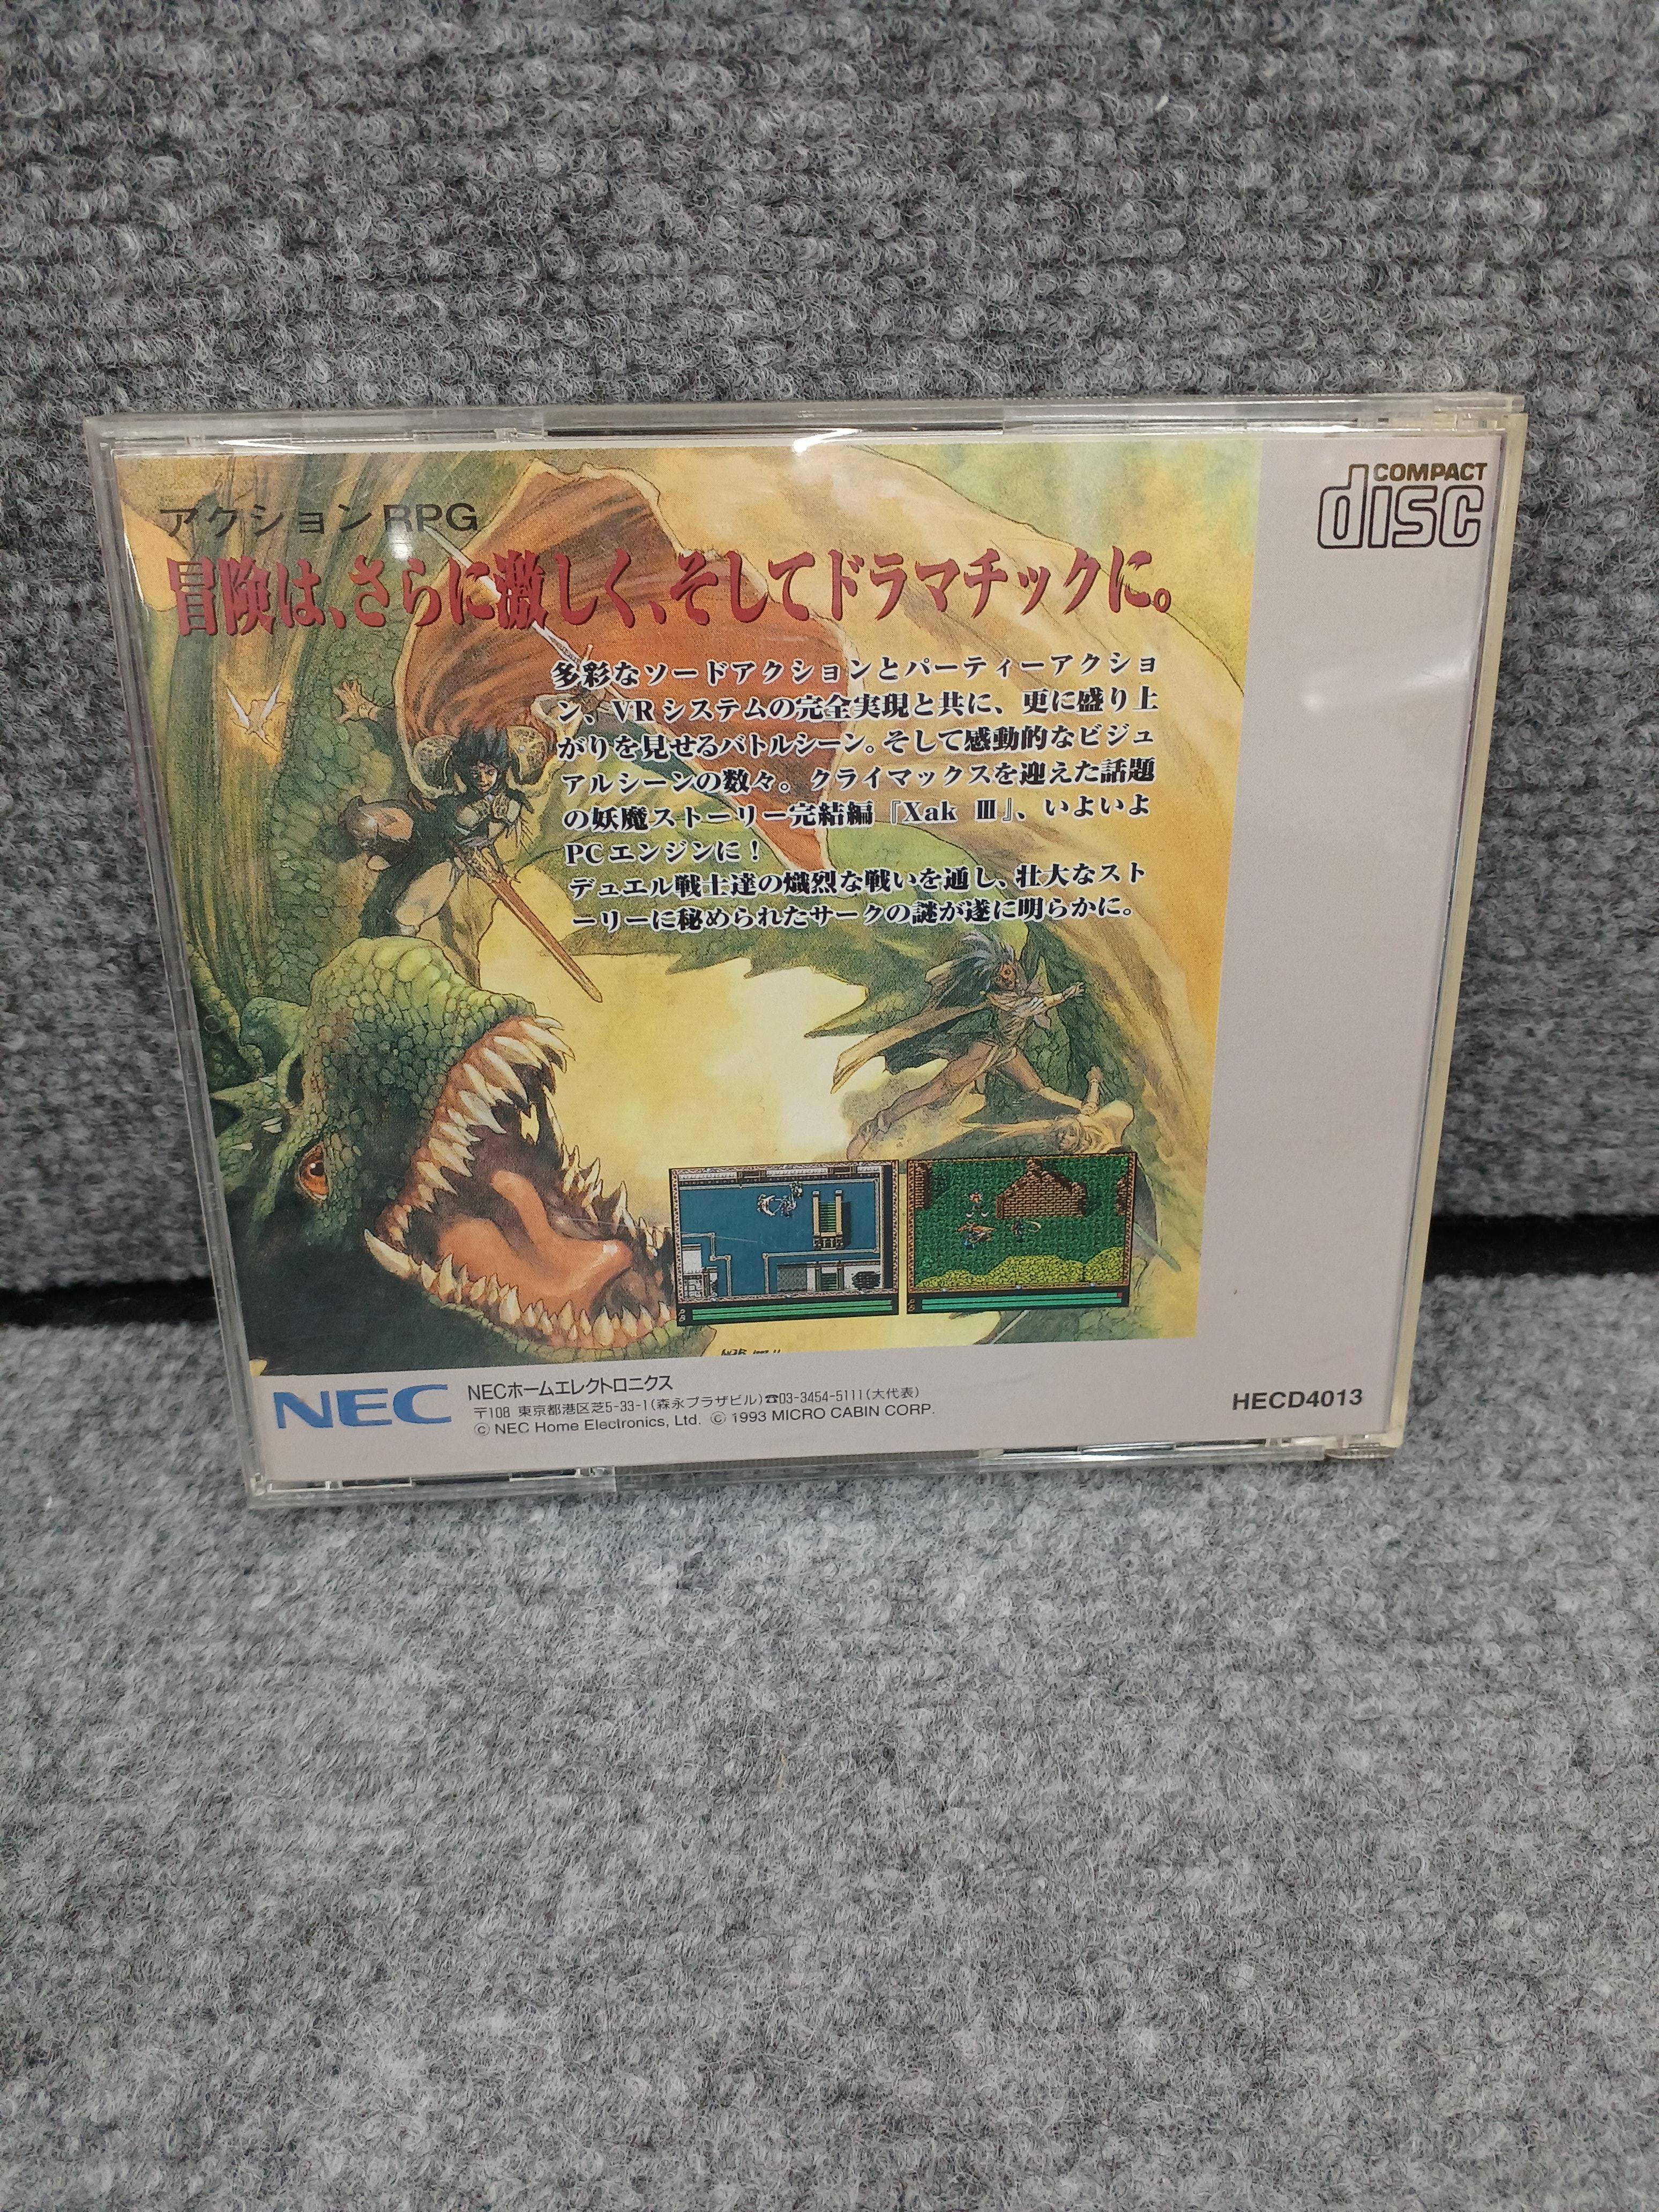 COMPACT
disc
アクションRPG
冒険は、さらに激しく、そしてドラマチックに。
多彩なソードアクションとパーティーアクショ
ン、VRシステムの完全実現と共に、更に盛り上
がりを見せるバトルシーン。そして感動的なビジュ
アルシーンの数々。クライマックスを迎えた話題
の妖魔ストーリー完結編『Xak Ⅲ』、いよいよ
PCエンジンに！
デュエル戦士達の熾烈な戦いを通し、壮大なスト
ーリーに秘められたサークの謎が遂に明らかに。
NEC
NECホームエレクトロニクス
〒108 東京都港区芝5-33-1(森永プラザビル)☎03-3454-5111(大代表)
© NEC Home Electronics, Ltd. © 1993 MICRO CABIN CORP.
HECD4013